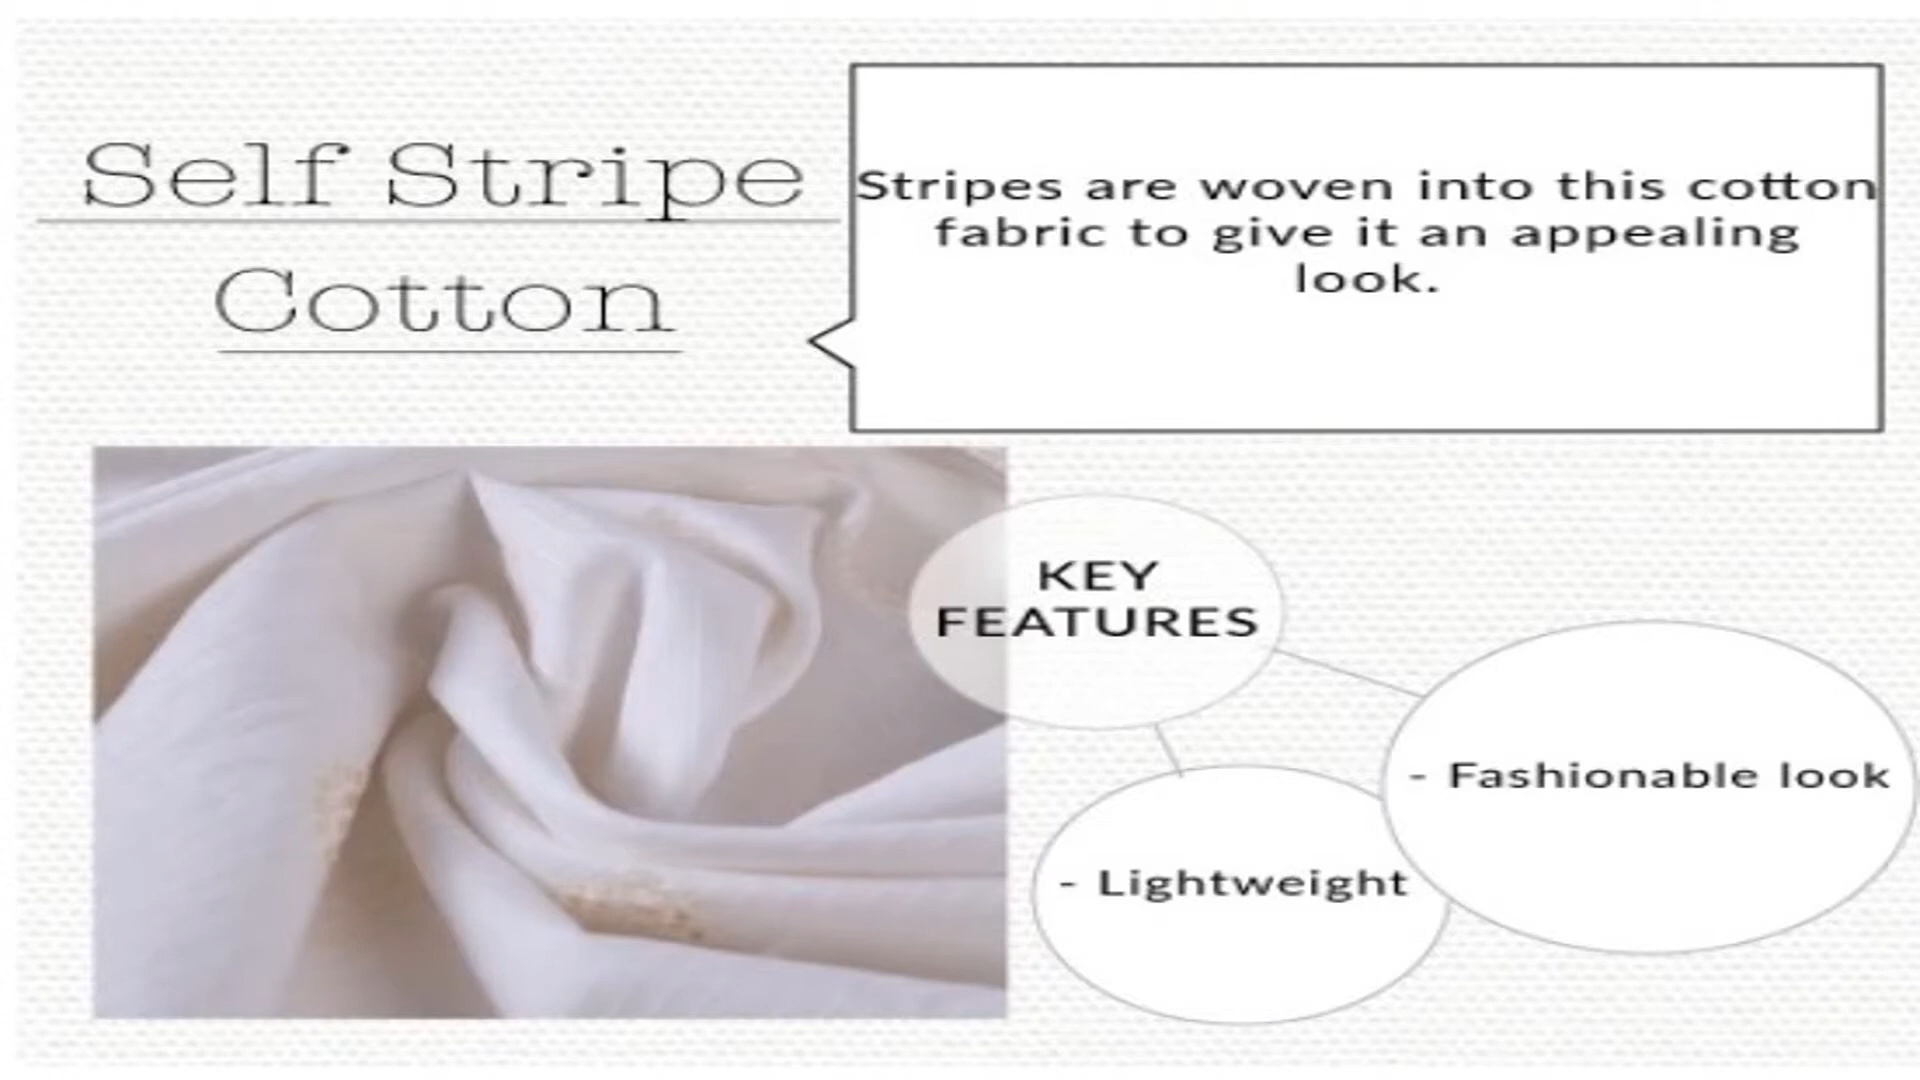 Self Stripe
Cotton
Stripes are woven into this cotton
fabric to give it an appealing
look.
KEY
FEATURES
- Fashionable look
- Lightweight